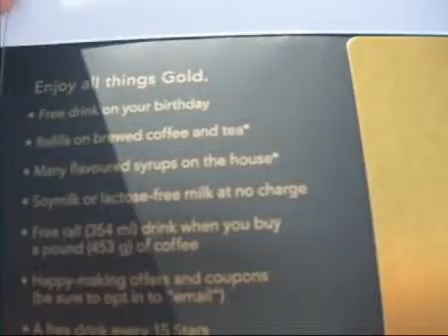 Enjoy all things Gold.
• Free drink on your birthday
• Refills on brewed coffee and tea*
• Many flavoured syrups on the house*
• Soymilk or lactose-free milk at no charge
• Free tall (354 ml) drink when you buy
a pound (453 g) of coffee
• Happy-making offers and coupons
(be sure to opt in to "email")
• A free drink every 15 Stars